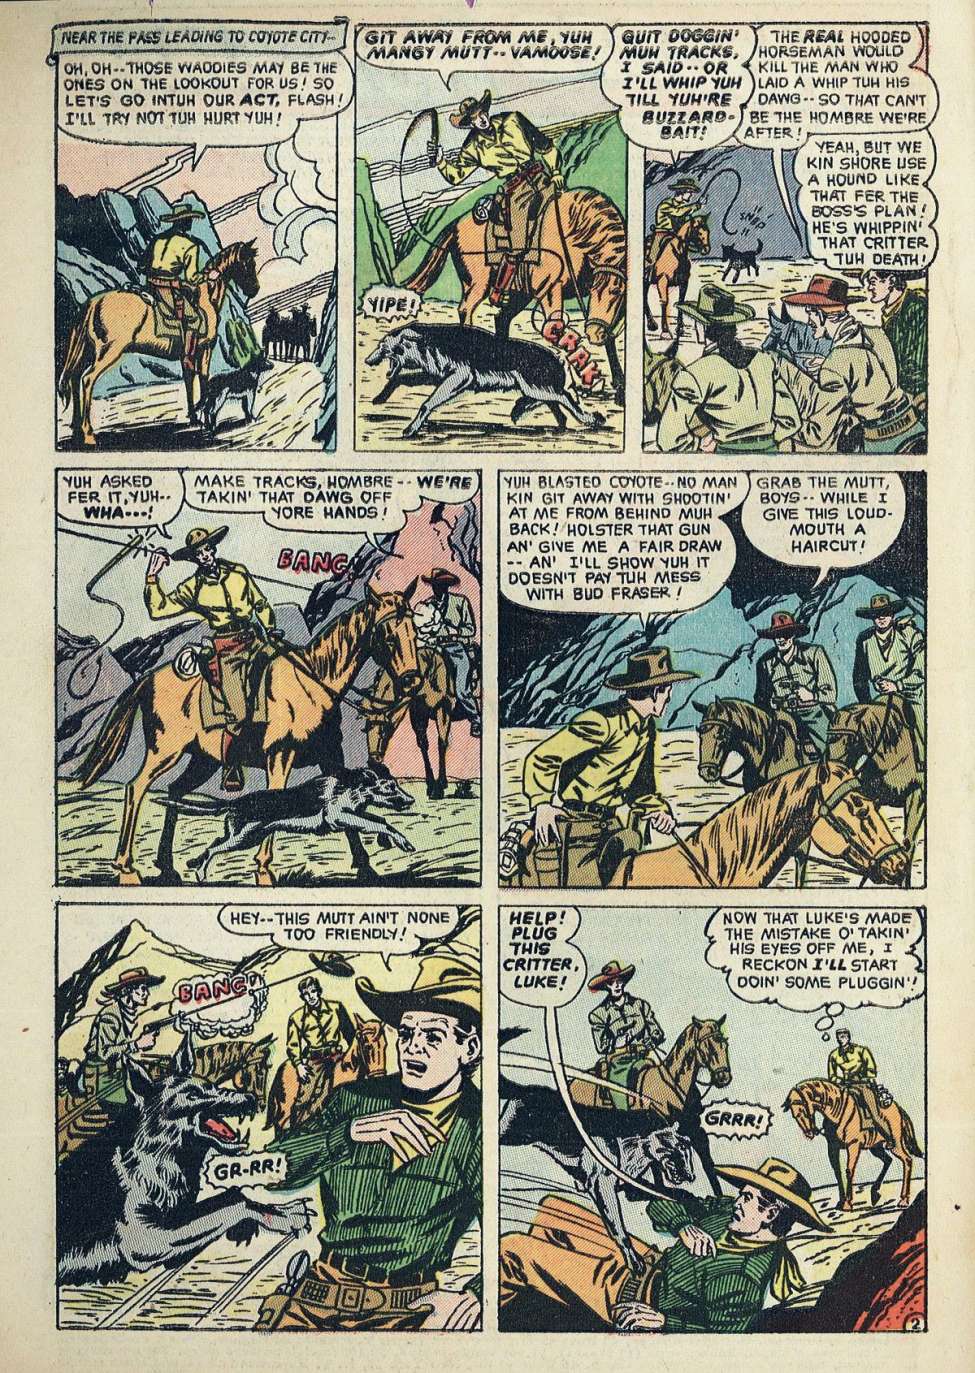 NEAR THE PASS LEADING TO COYOTE CITY--
OH, OH--THOSE WADDIES MAY BE THE
ONES ON THE LOOKOUT FOR US! SO
LET'S GO INTUH OUR ACT, FLASH!
I'LL TRY NOT TUH HURT YUH!
GIT AWAY FROM ME, YUH
MANGY MUTT--VAMOOSE!
YIPE!
CRAK!
QUIT DOGGIN'
MUH TRACKS,
I SAID--OR
I'LL WHIP YUH
TILL YUH'RE
BUZZARD-
BAIT!
THE REAL HOODED
HORSEMAN WOULD
KILL THE MAN WHO
LAID A WHIP TUH HIS
DAWG--SO THAT CAN'T
BE THE HOMBRE WE'RE
AFTER!
YEAH, BUT WE
KIN SHORE USE
A HOUND LIKE
THAT FER THE
BOSS'S PLAN!
HE'S WHIPPIN'
THAT CRITTER
TUH DEATH!
YUH ASKED
FER IT, YUH--
WHA---!
MAKE TRACKS, HOMBRE--WE'RE
TAKIN' THAT DAWG OFF
YORE HANDS!
BANG
YUH BLASTED COYOTE--NO MAN
KIN GIT AWAY WITH SHOOTIN'
AT ME FROM BEHIND MUH
BACK! HOLSTER THAT GUN
AN' GIVE ME A FAIR DRAW
--AN' I'LL SHOW YUH IT
DOESN'T PAY TUH MESS
WITH BUD FRASER!
GRAB THE MUTT,
BOYS--WHILE I
GIVE THIS LOUD-
MOUTH A
HAIRCUT!
HEY--THIS MUTT AIN'T NONE
TOO FRIENDLY!
BANG
GR-RR!
HELP!
PLUG
THIS
CRITTER,
LUKE!
NOW THAT LUKE'S MADE
THE MISTAKE O' TAKIN'
HIS EYES OFF ME, I
RECKON I'LL START
DOIN' SOME PLUGGIN'!
GRRR!
2